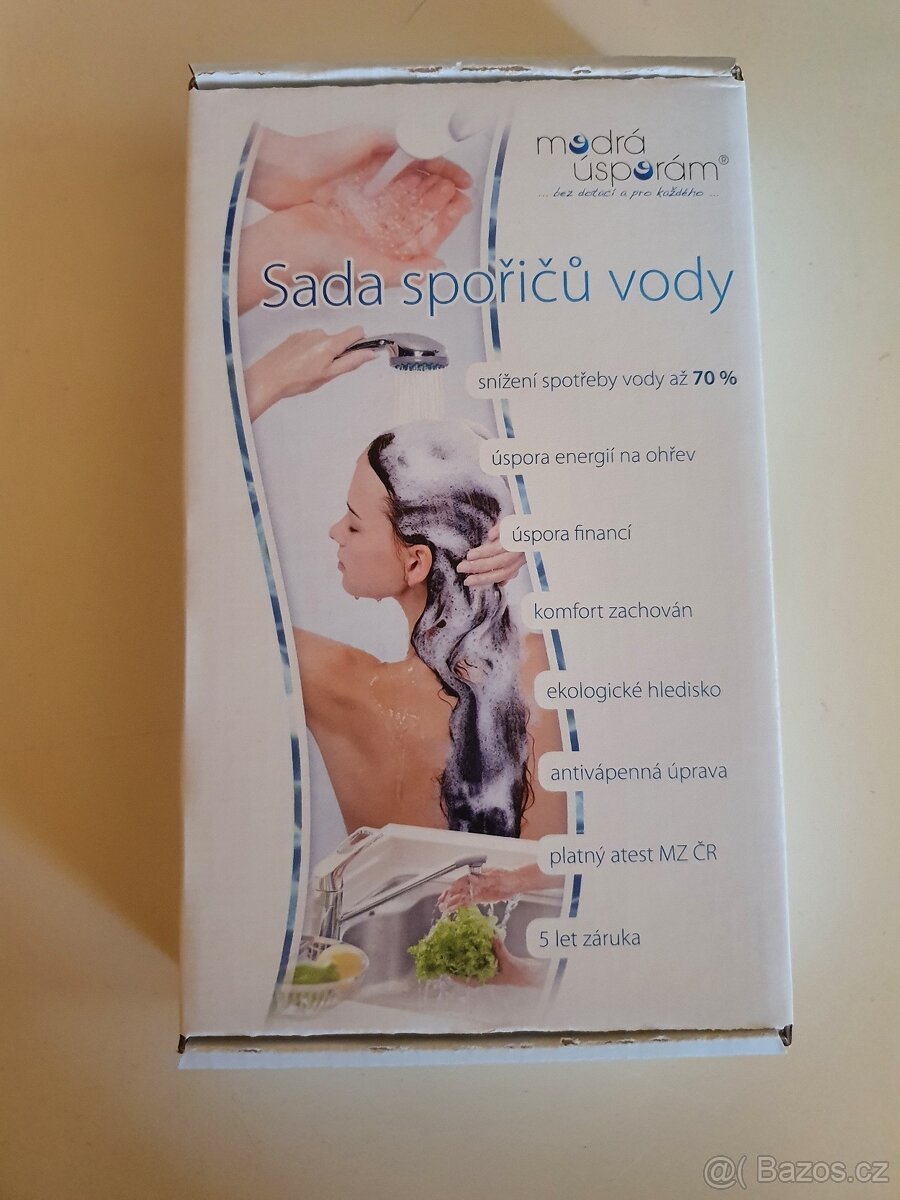 modrá
úsporám®
... bez dotací a pro každého ...
Sada spořičů vody
snížení spotřeby vody až 70 %
úspora energií na ohřev
úspora financí
komfort zachován
ekologické hledisko
antivápenná úprava
platný atest MZ ČR
5 let záruka
@( Bazos.cz